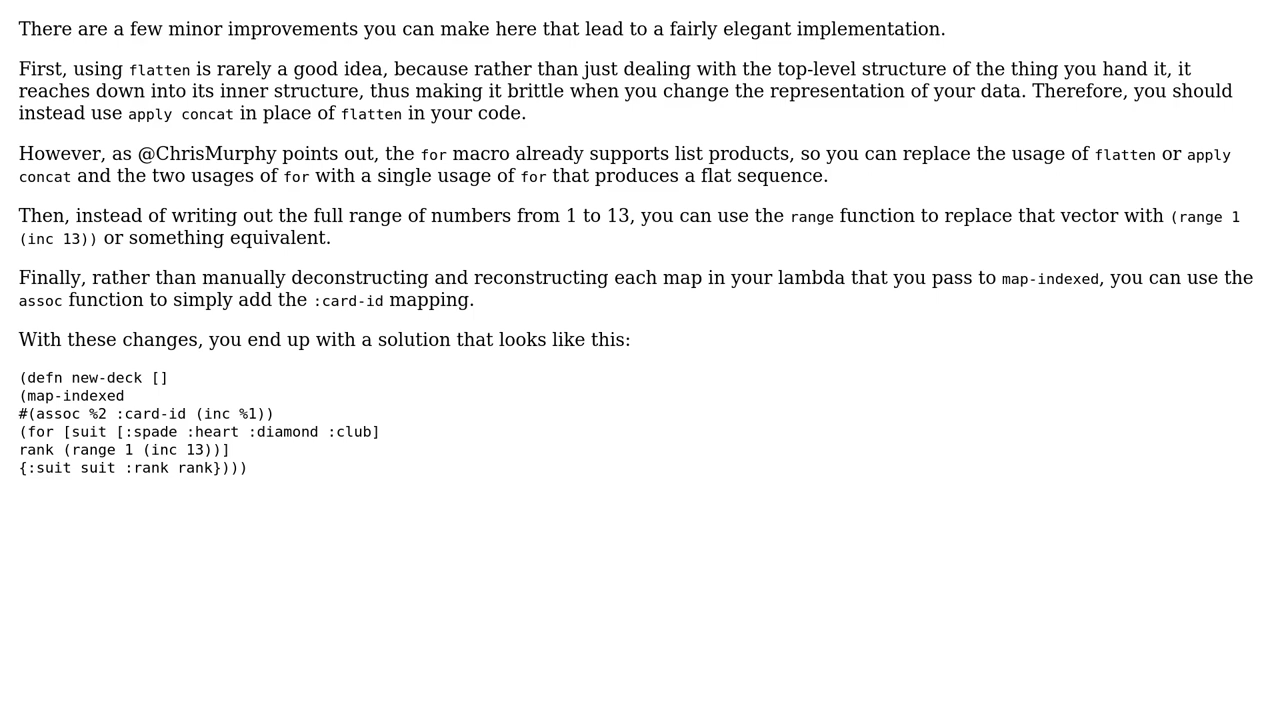 There are a few minor improvements you can make here that lead to a fairly elegant implementation.
First, using flatten is rarely a good idea, because rather than just dealing with the top-level structure of the thing you hand it, it
reaches down into its inner structure, thus making it brittle when you change the representation of your data. Therefore, you should
instead use apply concat in place of flatten in your code.
However, as @ChrisMurphy points out, the for macro already supports list products, so you can replace the usage of flatten or apply
concat and the two usages of for with a single usage of for that produces a flat sequence.
Then, instead of writing out the full range of numbers from 1 to 13, you can use the range function to replace that vector with (range 1
(inc 13)) or something equivalent.
Finally, rather than manually deconstructing and reconstructing each map in your lambda that you pass to map-indexed, you can use the
assoc function to simply add the :card-id mapping.
With these changes, you end up with a solution that looks like this:
(defn new-deck []
(map-indexed
#(assoc %2 :card-id (inc %1))
(for [suit [:spade :heart :diamond :club]
rank (range 1 (inc 13))]
{:suit suit :rank rank})))